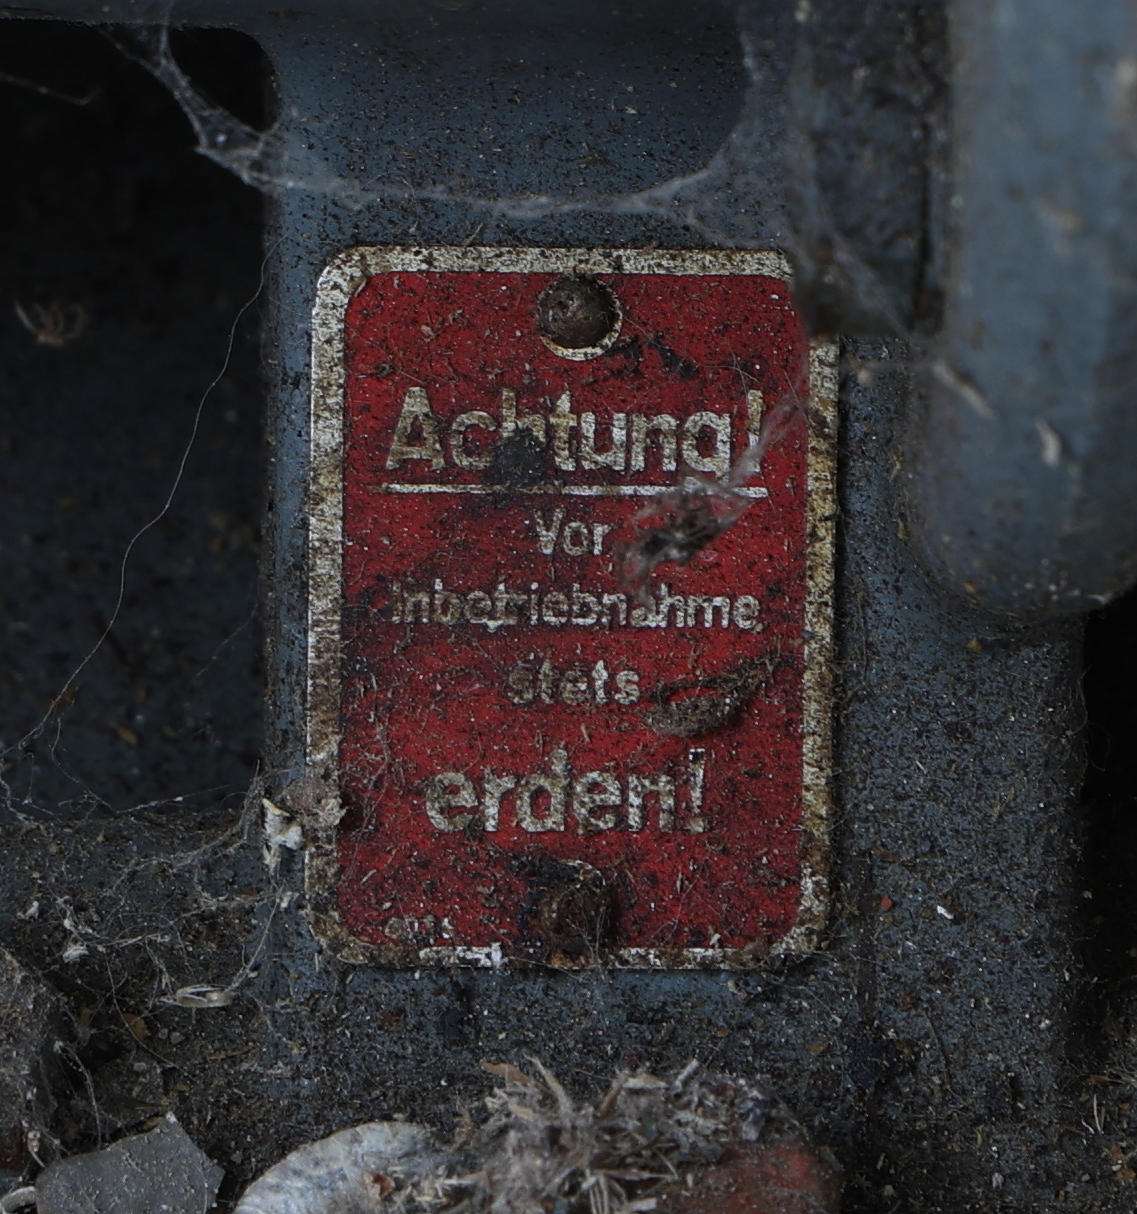 Achtung!
Vor
Inbetriebnahme
stets
erden!